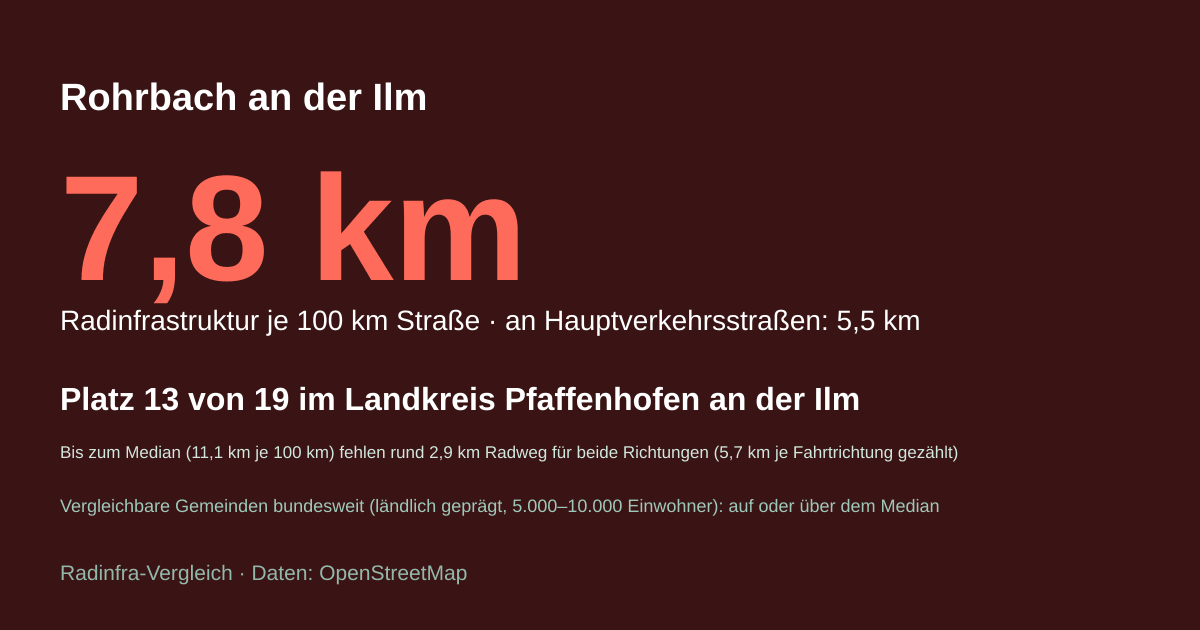 Rohrbach an der Ilm
7,8 km
Radinfrastruktur je 100 km Straße · an Hauptverkehrsstraßen: 5,5 km
Platz 13 von 19 im Landkreis Pfaffenhofen an der Ilm
Bis zum Median (11,1 km je 100 km) fehlen rund 2,9 km Radweg für beide Richtungen (5,7 km je Fahrtrichtung gezählt)
Vergleichbare Gemeinden bundesweit (ländlich geprägt, 5.000–10.000 Einwohner): auf oder über dem Median
Radinfra-Vergleich · Daten: OpenStreetMap